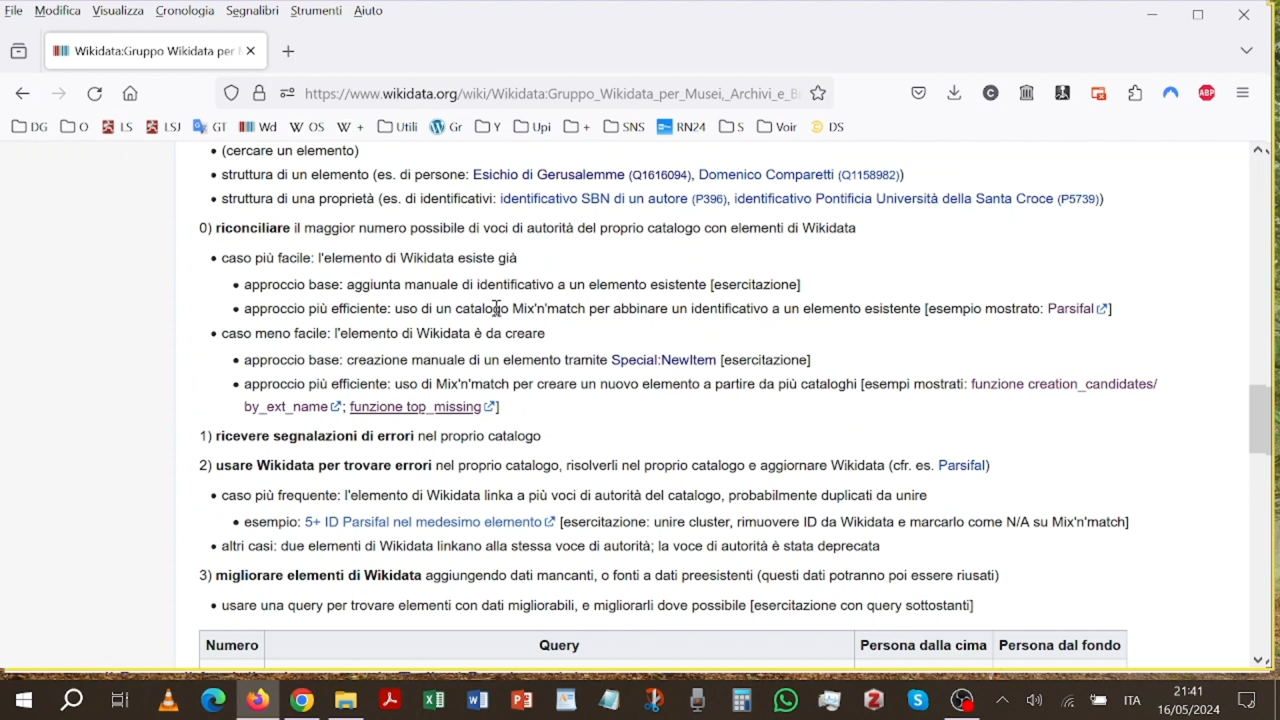 File Modifica Visualizza Cronologia Segnalibri Strumenti Aiuto
Wikidata:Gruppo Wikidata per
https://www.wikidata.org/wiki/Wikidata:Gruppo_Wikidata_per_Musei,_Archivi_e_B
DG O LS LSJ GT Wd OS + Utili Gr Y Upi + SNS RN24 S Voir DS
• (cercare un elemento)
• struttura di un elemento (es. di persone: Esichio di Gerusalemme (Q1616094), Domenico Comparetti (Q1158982))
• struttura di una proprietà (es. di identificativi: identificativo SBN di un autore (P396), identificativo Pontificia Università della Santa Croce (P5739))
0) riconciliare il maggior numero possibile di voci di autorità del proprio catalogo con elementi di Wikidata
• caso più facile: l'elemento di Wikidata esiste già
• approccio base: aggiunta manuale di identificativo a un elemento esistente [esercitazione]
• approccio più efficiente: uso di un catalogo Mix'n'match per abbinare un identificativo a un elemento esistente [esempio mostrato: Parsifal]
• caso meno facile: l'elemento di Wikidata è da creare
• approccio base: creazione manuale di un elemento tramite Special:NewItem [esercitazione]
• approccio più efficiente: uso di Mix'n'match per creare un nuovo elemento a partire da più cataloghi [esempi mostrati: funzione creation_candidates/
by_ext_name; funzione top_missing]
1) ricevere segnalazioni di errori nel proprio catalogo
2) usare Wikidata per trovare errori nel proprio catalogo, risolverli nel proprio catalogo e aggiornare Wikidata (cfr. es. Parsifal)
• caso più frequente: l'elemento di Wikidata linka a più voci di autorità del catalogo, probabilmente duplicati da unire
• esempio: 5+ ID Parsifal nel medesimo elemento [esercitazione: unire cluster, rimuovere ID da Wikidata e marcarlo come N/A su Mix'n'match]
• altri casi: due elementi di Wikidata linkano alla stessa voce di autorità; la voce di autorità è stata deprecata
3) migliorare elementi di Wikidata aggiungendo dati mancanti, o fonti a dati preesistenti (questi dati potranno poi essere riusati)
• usare una query per trovare elementi con dati migliorabili, e migliorarli dove possibile [esercitazione con query sottostanti]
Numero Query Persona dalla cima Persona dal fondo
ITA
21:41
16/05/2024